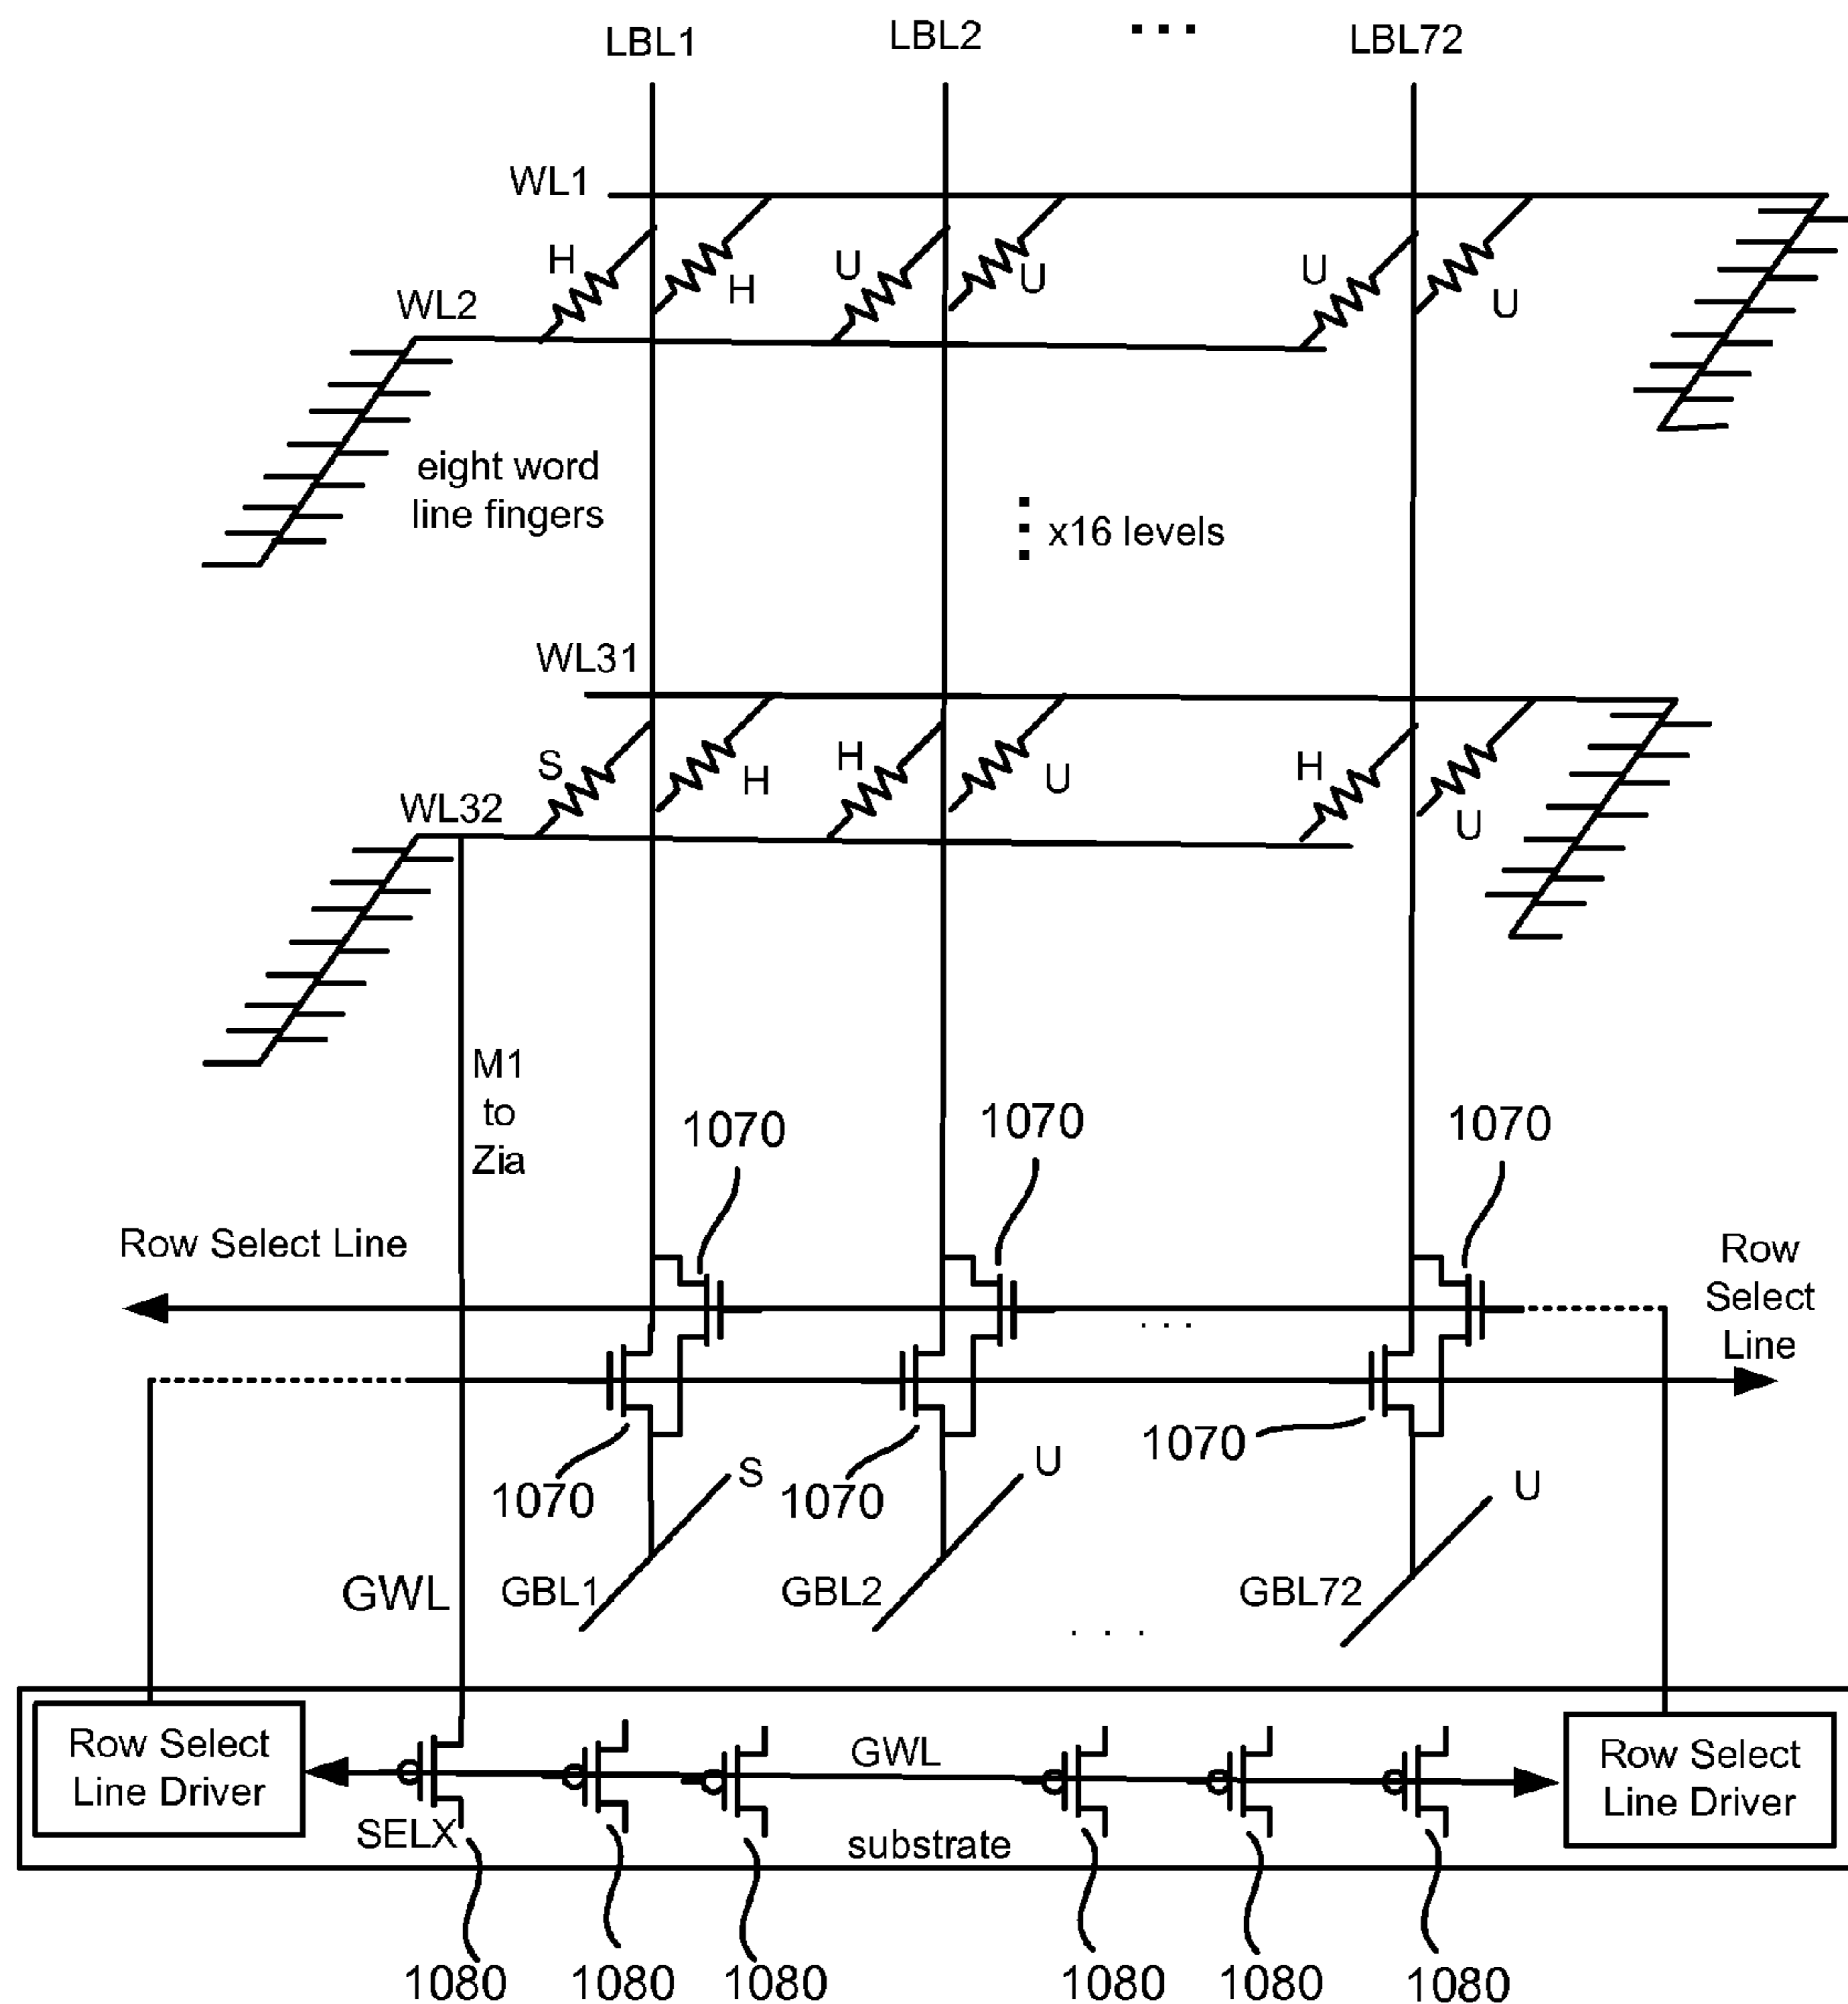 LBL1
LBL2
...
LBL72
WL1
H
H
U
U
U
U
WL2
eight word
line fingers
x16 levels
WL31
S
H
H
U
H
U
WL32
M1
to
Zia
1070
1070
1070
Row Select Line
Row
Select
Line
...
1070
1070
1070
S
U
U
GWL
GBL1
GBL2
GBL72
...
Row Select
Line Driver
GWL
Row Select
Line Driver
SELX
substrate
1080
1080
1080
1080
1080
1080